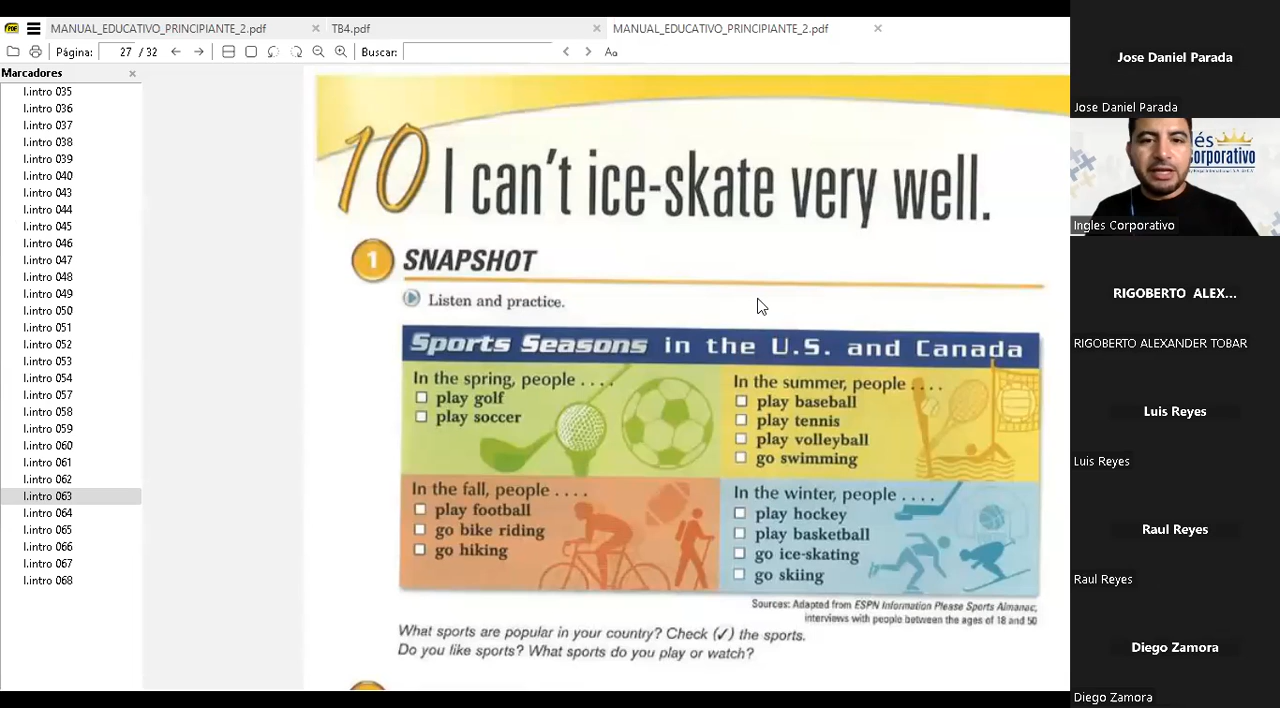 MANUAL_EDUCATIVO_PRINCIPIANTE_2.pdf
TB4.pdf
MANUAL_EDUCATIVO_PRINCIPIANTE_2.pdf
Página: 27 / 32
Buscar:
Aa
Marcadores
I.intro 035
I.intro 036
I.intro 037
I.intro 038
I.intro 039
I.intro 040
I.intro 043
I.intro 044
I.intro 045
I.intro 046
I.intro 047
I.intro 048
I.intro 049
I.intro 050
I.intro 051
I.intro 052
I.intro 053
I.intro 054
I.intro 057
I.intro 058
I.intro 059
I.intro 060
I.intro 061
I.intro 062
I.intro 063
I.intro 064
I.intro 065
I.intro 066
I.intro 067
I.intro 068
10 I can't ice-skate very well.
1 SNAPSHOT
Listen and practice.
Sports Seasons in the U.S. and Canada
In the spring, people . . . .
play golf
play soccer
In the summer, people . . . .
play baseball
play tennis
play volleyball
go swimming
In the fall, people . . . .
play football
go bike riding
go hiking
In the winter, people . . . .
play hockey
play basketball
go ice-skating
go skiing
Sources: Adapted from ESPN Information Please Sports Almanac;
interviews with people between the ages of 18 and 50
What sports are popular in your country? Check (✓) the sports.
Do you like sports? What sports do you play or watch?
Jose Daniel Parada
Jose Daniel Parada
és
orporativo
Ingles Corporativo
RIGOBERTO ALEX...
RIGOBERTO ALEXANDER TOBAR
Luis Reyes
Luis Reyes
Raul Reyes
Raul Reyes
Diego Zamora
Diego Zamora